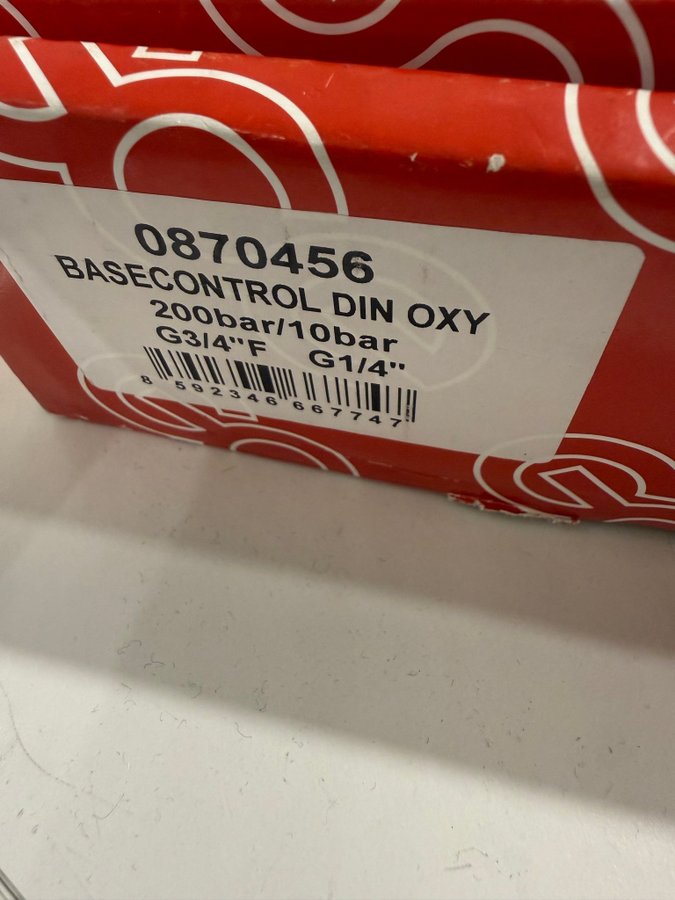 0870456
BASECONTROL DIN OXY
200bar/10bar
G3/4"F G1/4"
8 592346 667747